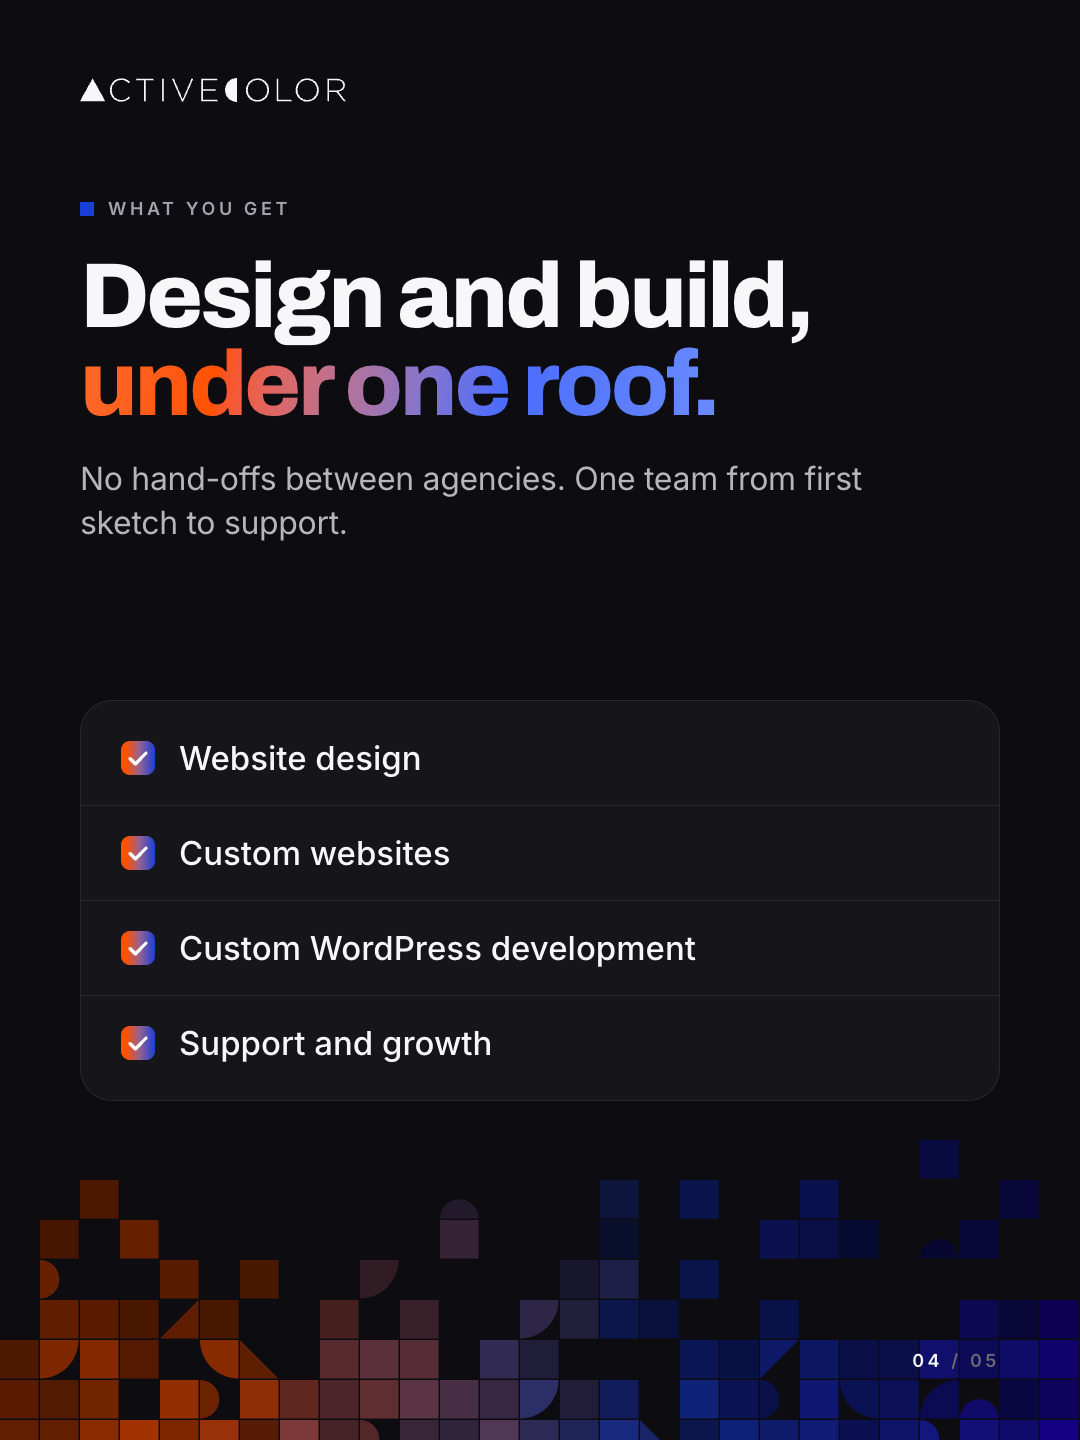 ACTIVECOLOR
WHAT YOU GET
Design and build,
under one roof.
No hand-offs between agencies. One team from first
sketch to support.
Website design
Custom websites
Custom WordPress development
Support and growth
04 / 05